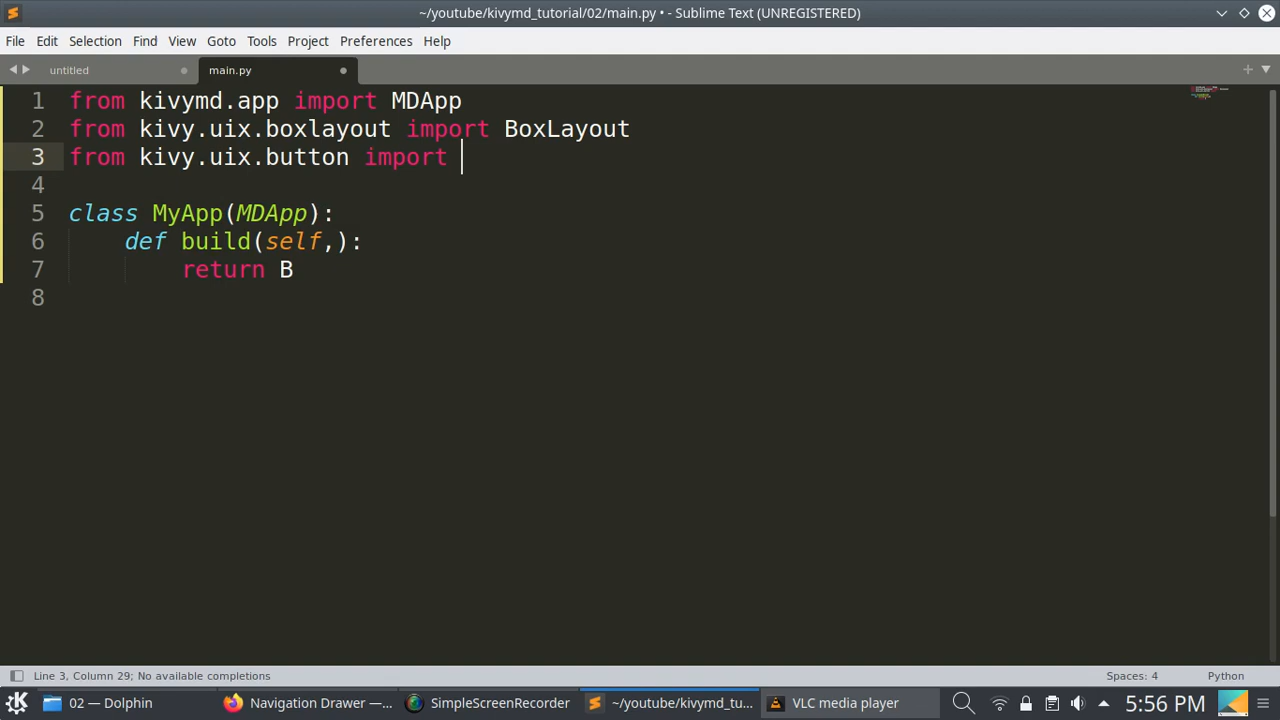 ~/youtube/kivymd_tutorial/02/main.py • - Sublime Text (UNREGISTERED)
File Edit Selection Find View Goto Tools Project Preferences Help
untitled main.py
1 from kivymd.app import MDApp
2 from kivy.uix.boxlayout import BoxLayout
3 from kivy.uix.button import
4
5 class MyApp(MDApp):
6 def build(self,):
7 return B
8
Line 3, Column 29; No available completions Spaces: 4 Python
02 — Dolphin Navigation Drawer —... SimpleScreenRecorder ~/youtube/kivymd_tu... VLC media player 5:56 PM